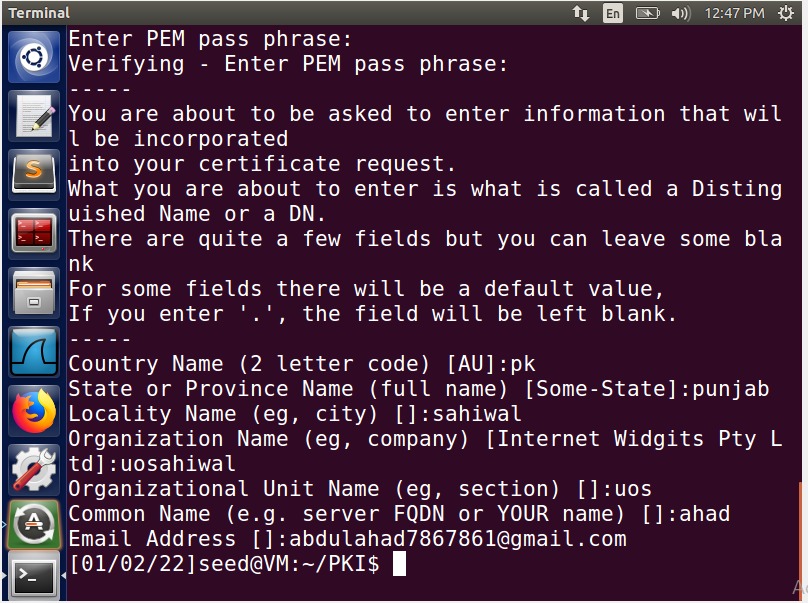 Terminal
En
12:47 PM
Enter PEM pass phrase:
Verifying - Enter PEM pass phrase:
-----
You are about to be asked to enter information that wil
l be incorporated
into your certificate request.
What you are about to enter is what is called a Disting
uished Name or a DN.
There are quite a few fields but you can leave some bla
nk
For some fields there will be a default value,
If you enter '.', the field will be left blank.
-----
Country Name (2 letter code) [AU]:pk
State or Province Name (full name) [Some-State]:punjab
Locality Name (eg, city) []:sahiwal
Organization Name (eg, company) [Internet Widgits Pty L
td]:uosahiwal
Organizational Unit Name (eg, section) []:uos
Common Name (e.g. server FQDN or YOUR name) []:ahad
Email Address []:abdulahad7867861@gmail.com
[01/02/22]seed@VM:~/PKI$